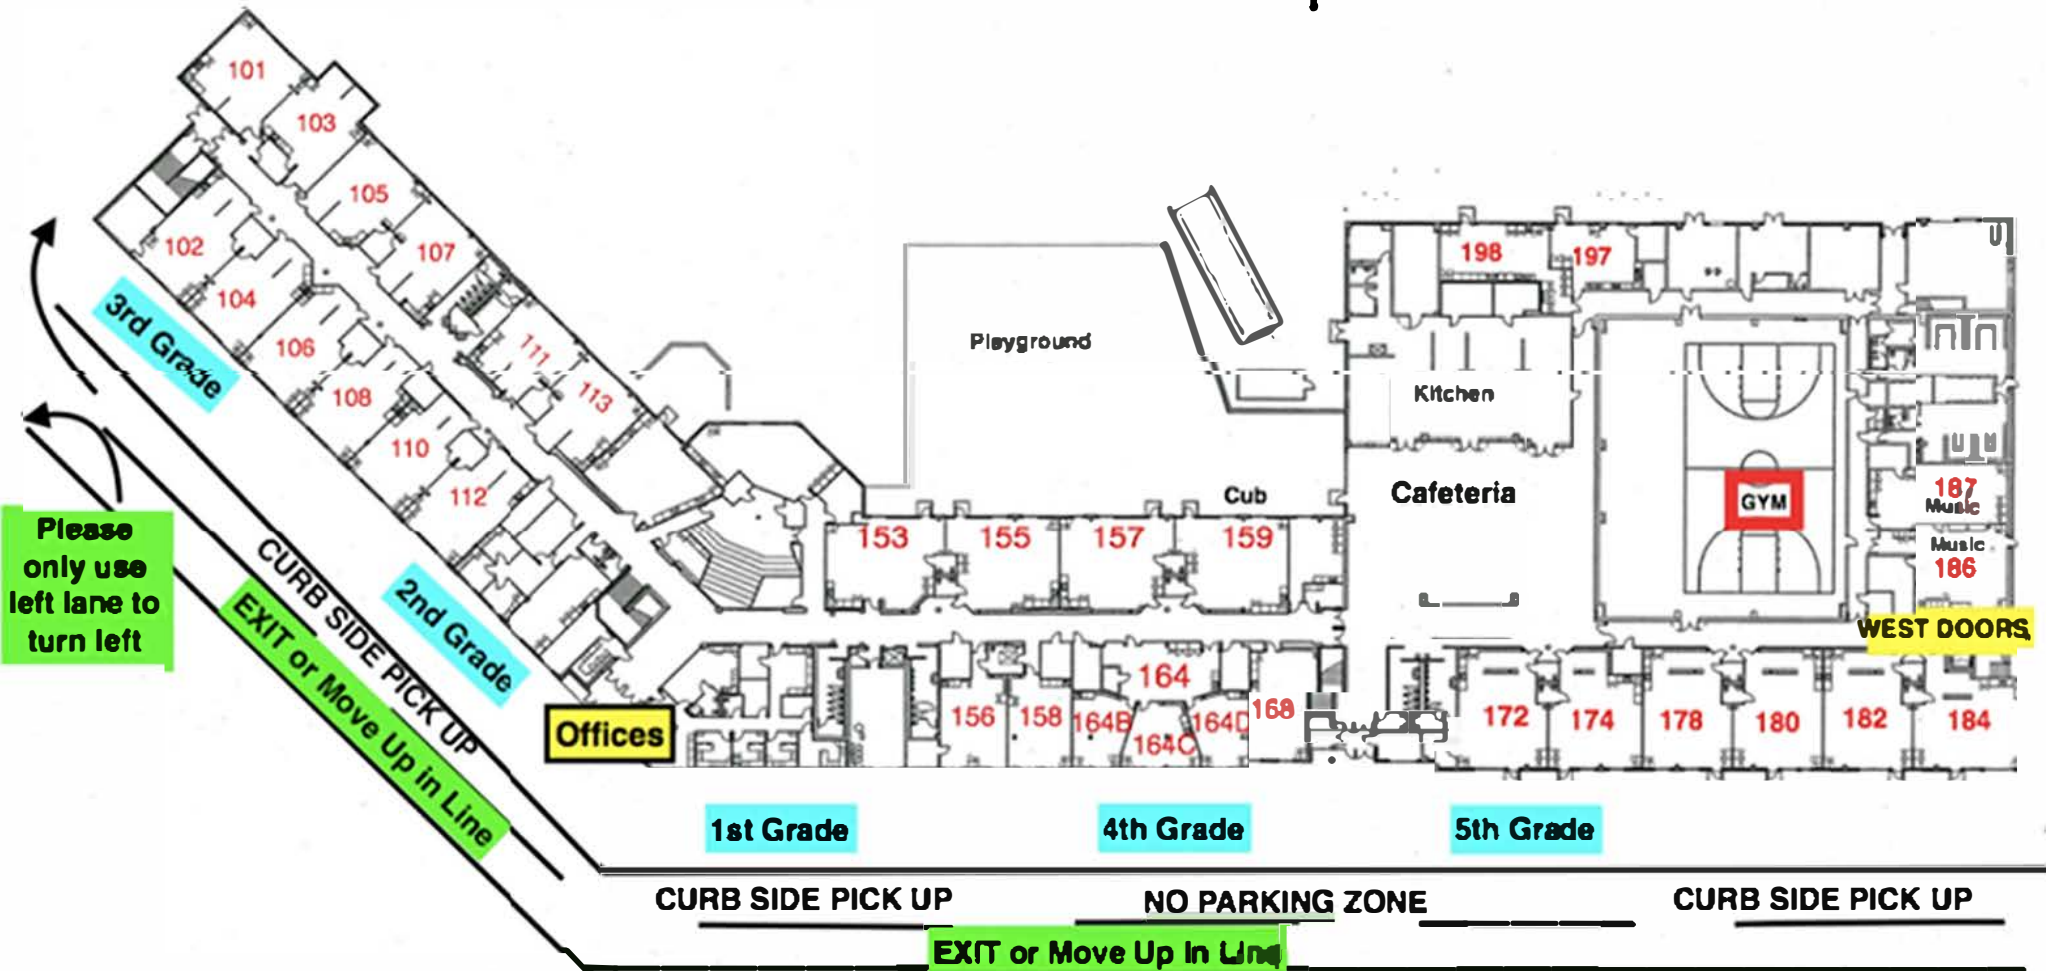 101
103
105
107
111
113
102
104
106
108
110
112
3rd Grade
2nd Grade
Please
only use
left lane to
turn left
CURB SIDE PICK UP
EXIT or Move Up in Line
Offices
Playground
Cub
153
155
157
159
156
158
164
164B
164C
164D
168
198
197
Kitchen
Cafeteria
GYM
187
Music
Music
186
WEST DOORS
172
174
178
180
182
184
1st Grade
4th Grade
5th Grade
CURB SIDE PICK UP
NO PARKING ZONE
CURB SIDE PICK UP
EXIT or Move Up in Line